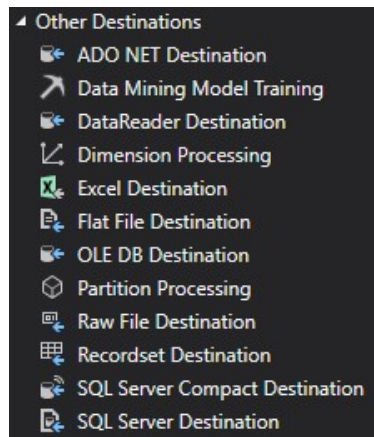 Other Destinations
ADO NET Destination
Data Mining Model Training
DataReader Destination
Dimension Processing
Excel Destination
Flat File Destination
OLE DB Destination
Partition Processing
Raw File Destination
Recordset Destination
SQL Server Compact Destination
SQL Server Destination